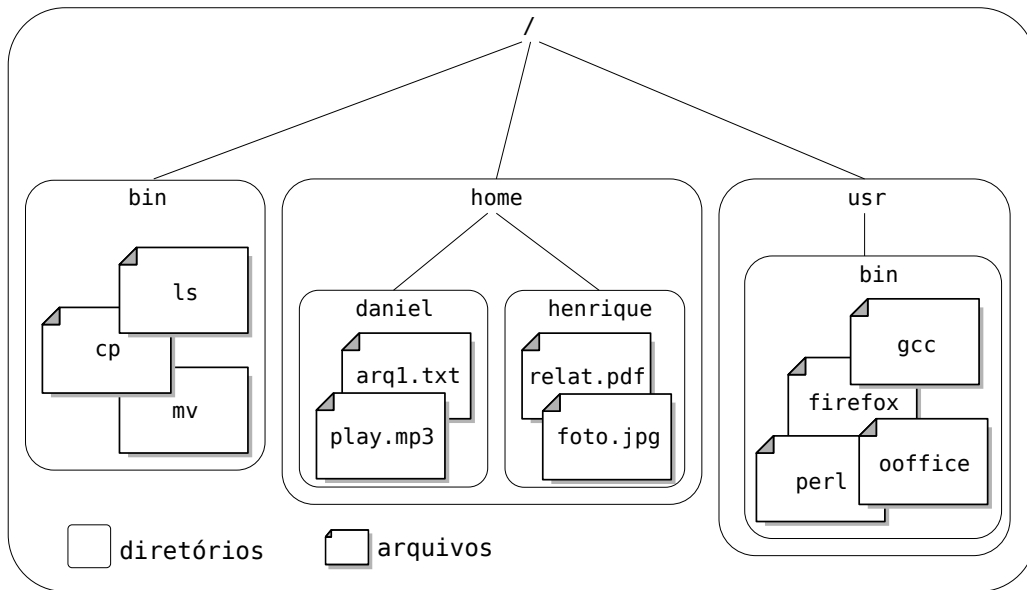 /
bin
ls
cp
mv
home
daniel
arq1.txt
play.mp3
henrique
relat.pdf
foto.jpg
usr
bin
gcc
firefox
ooffice
perl
diretórios
arquivos